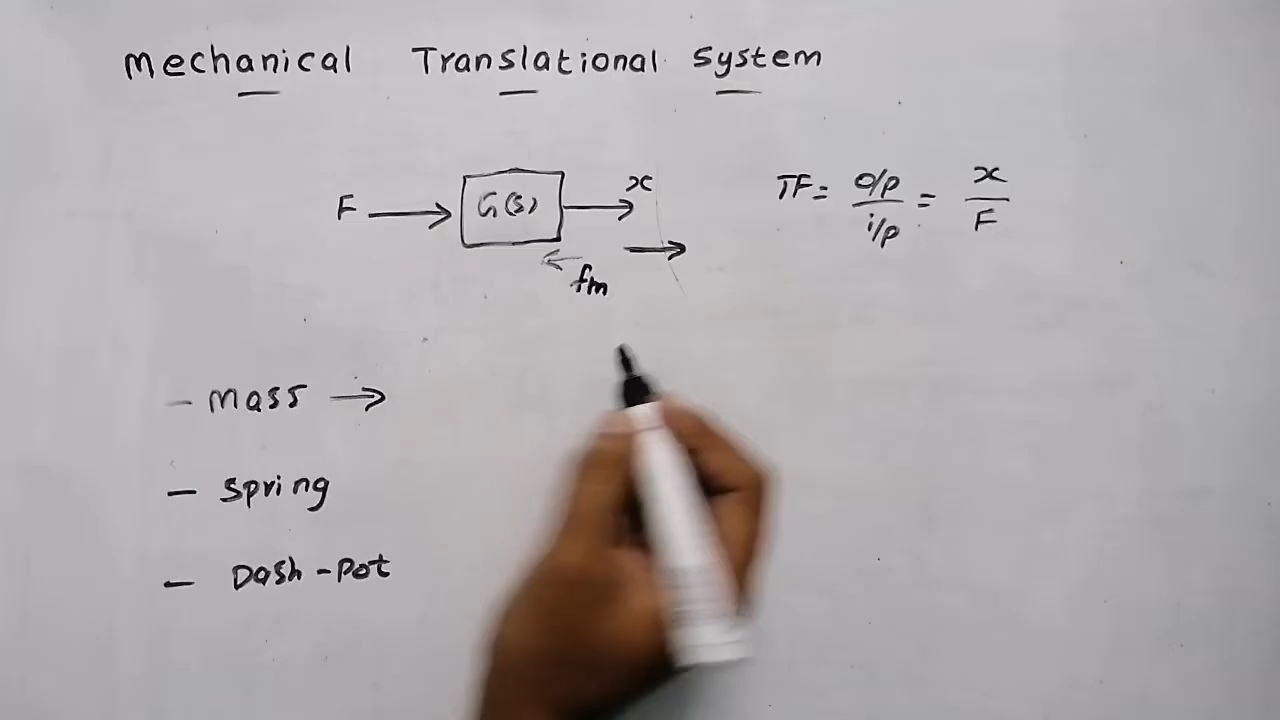 Mechanical Translational System
F → G(s) → x
TF = o/p / i/p = x / F
← fm
- Mass →
- Spring
- Dash-Pot